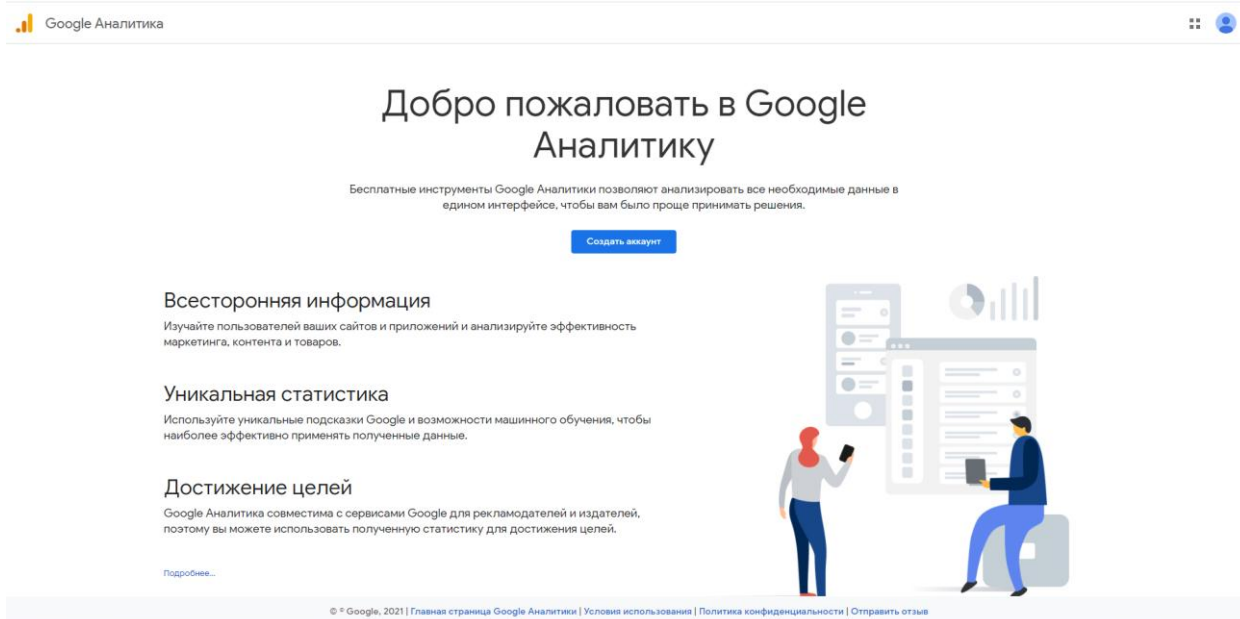 Google Аналитика
Добро пожаловать в Google
Аналитику
Бесплатные инструменты Google Аналитики позволяют анализировать все необходимые данные в
едином интерфейсе, чтобы вам было проще принимать решения.
Создать аккаунт
Всесторонняя информация
Изучайте пользователей ваших сайтов и приложений и анализируйте эффективность
маркетинга, контента и товаров.
Уникальная статистика
Используйте уникальные подсказки Google и возможности машинного обучения, чтобы
наиболее эффективно применять полученные данные.
Достижение целей
Google Аналитика совместима с сервисами Google для рекламодателей и издателей,
поэтому вы можете использовать полученную статистику для достижения целей.
Подробнее...
© ® Google, 2021 | Главная страница Google Аналитики | Условия использования | Политика конфиденциальности | Отправить отзыв